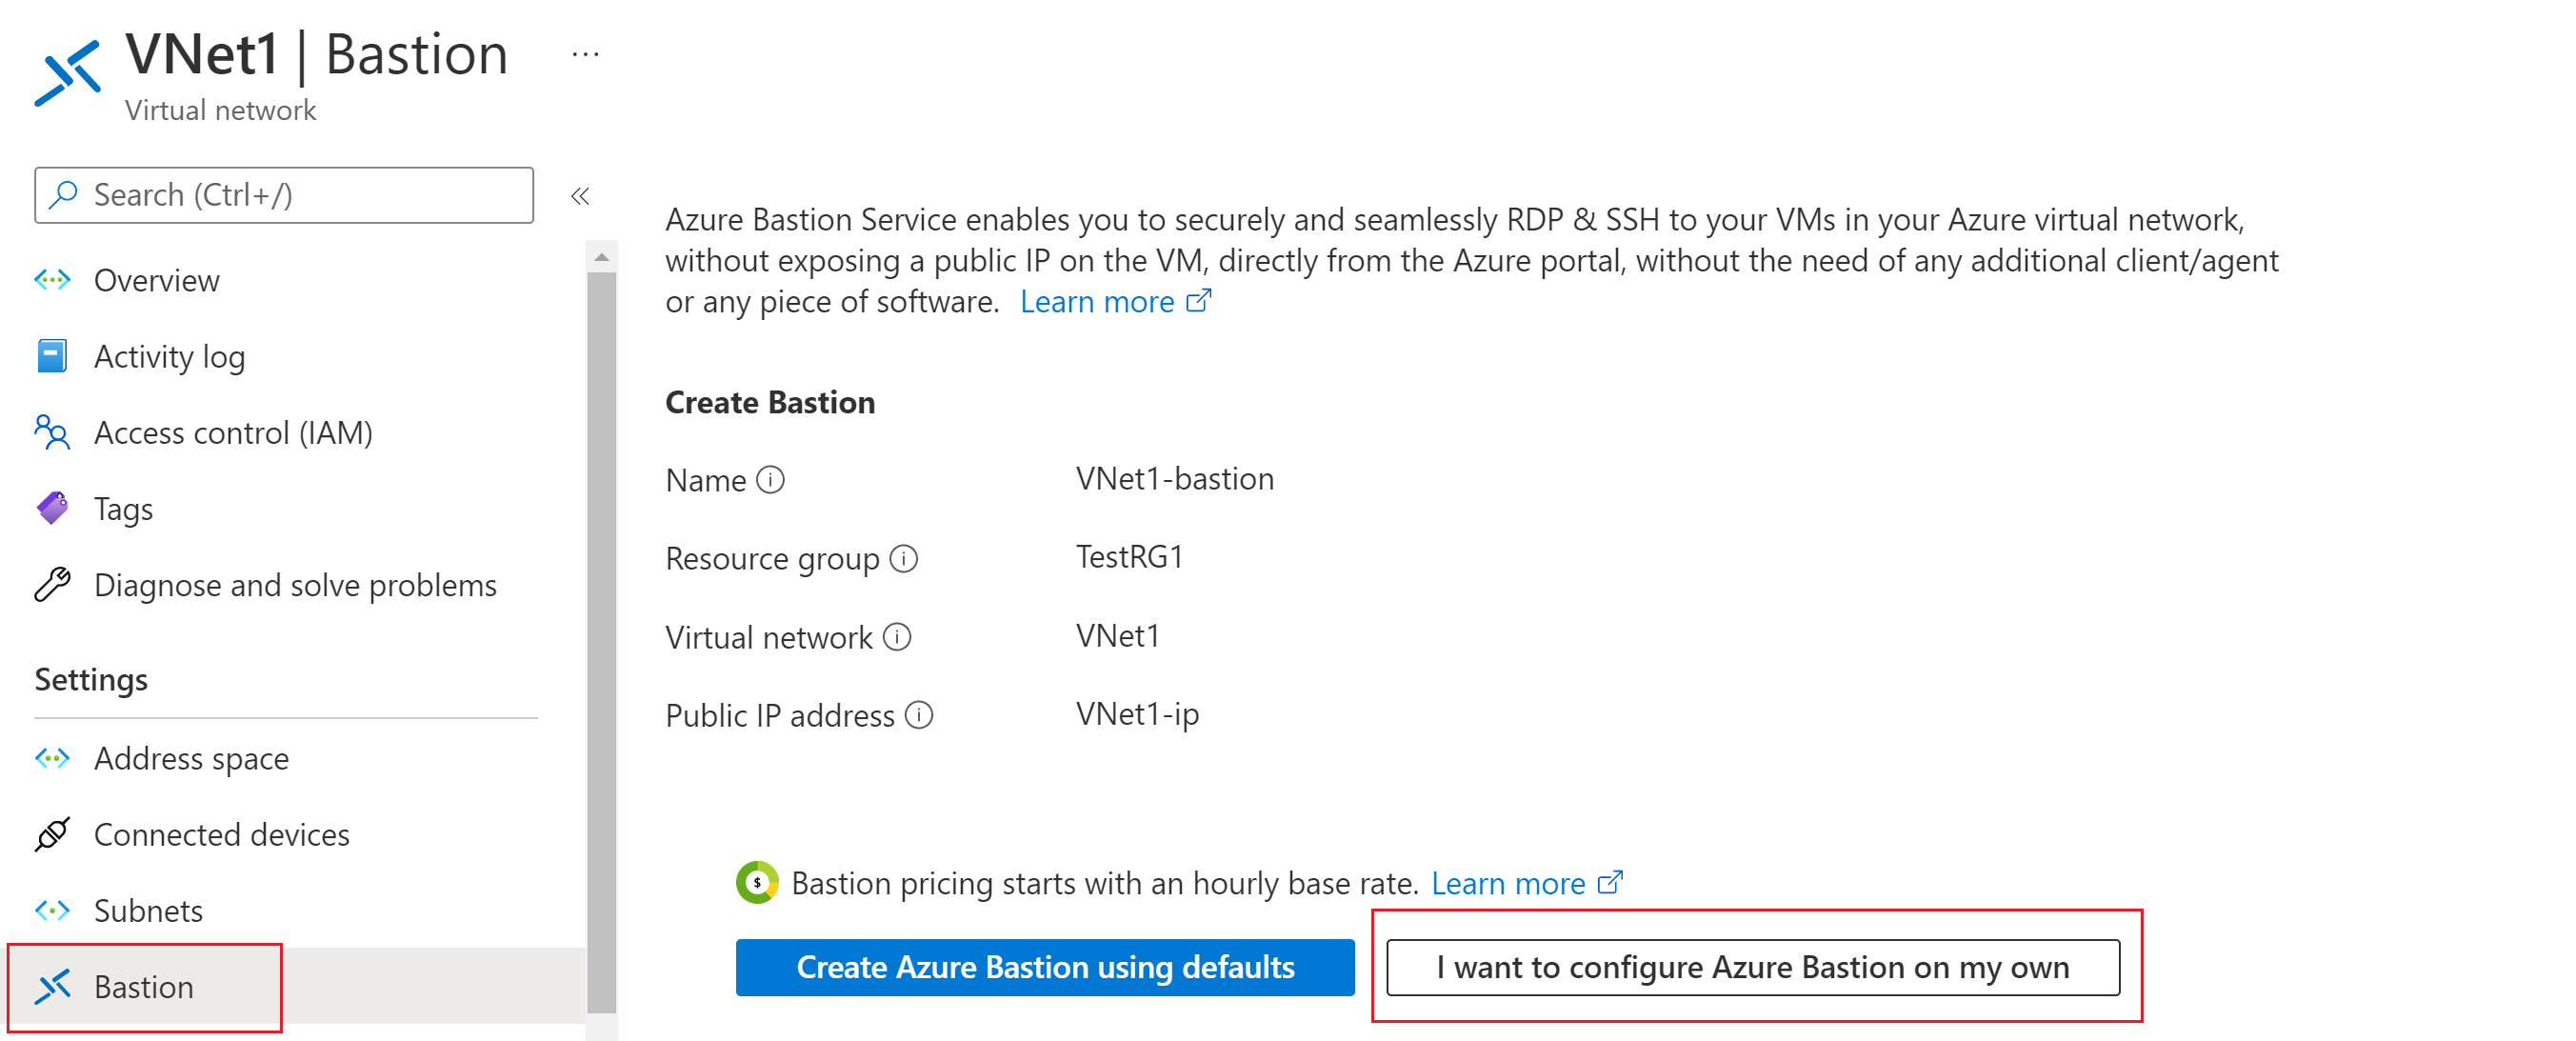 VNet1 | Bastion ...
Virtual network
Search (Ctrl+/)
Overview
Activity log
Access control (IAM)
Tags
Diagnose and solve problems
Settings
Address space
Connected devices
Subnets
Bastion
Azure Bastion Service enables you to securely and seamlessly RDP & SSH to your VMs in your Azure virtual network,
without exposing a public IP on the VM, directly from the Azure portal, without the need of any additional client/agent
or any piece of software. Learn more
Create Bastion
Name VNet1-bastion
Resource group TestRG1
Virtual network VNet1
Public IP address VNet1-ip
Bastion pricing starts with an hourly base rate. Learn more
Create Azure Bastion using defaults
I want to configure Azure Bastion on my own